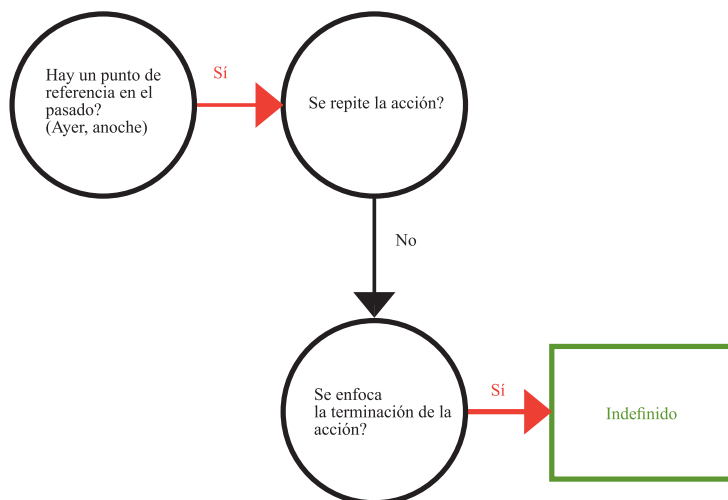 Hay un punto de
referencia en el
pasado?
(Ayer, anoche)
Sí
Se repite la acción?
No
Se enfoca
la terminación de la
acción?
Sí
Indefinido